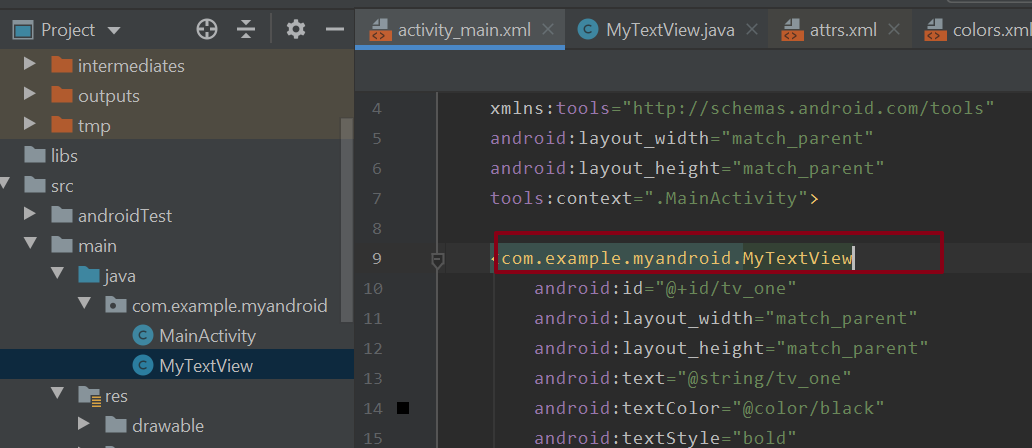 Project
activity_main.xml
MyTextView.java
attrs.xml
colors.xml
intermediates
outputs
tmp
libs
src
androidTest
main
java
com.example.myandroid
MainActivity
MyTextView
res
drawable
4 xmlns:tools="http://schemas.android.com/tools"
5 android:layout_width="match_parent"
6 android:layout_height="match_parent"
7 tools:context=".MainActivity">
8
9 <com.example.myandroid.MyTextView
10 android:id="@+id/tv_one"
11 android:layout_width="match_parent"
12 android:layout_height="match_parent"
13 android:text="@string/tv_one"
14 android:textColor="@color/black"
15 android:textStyle="bold"